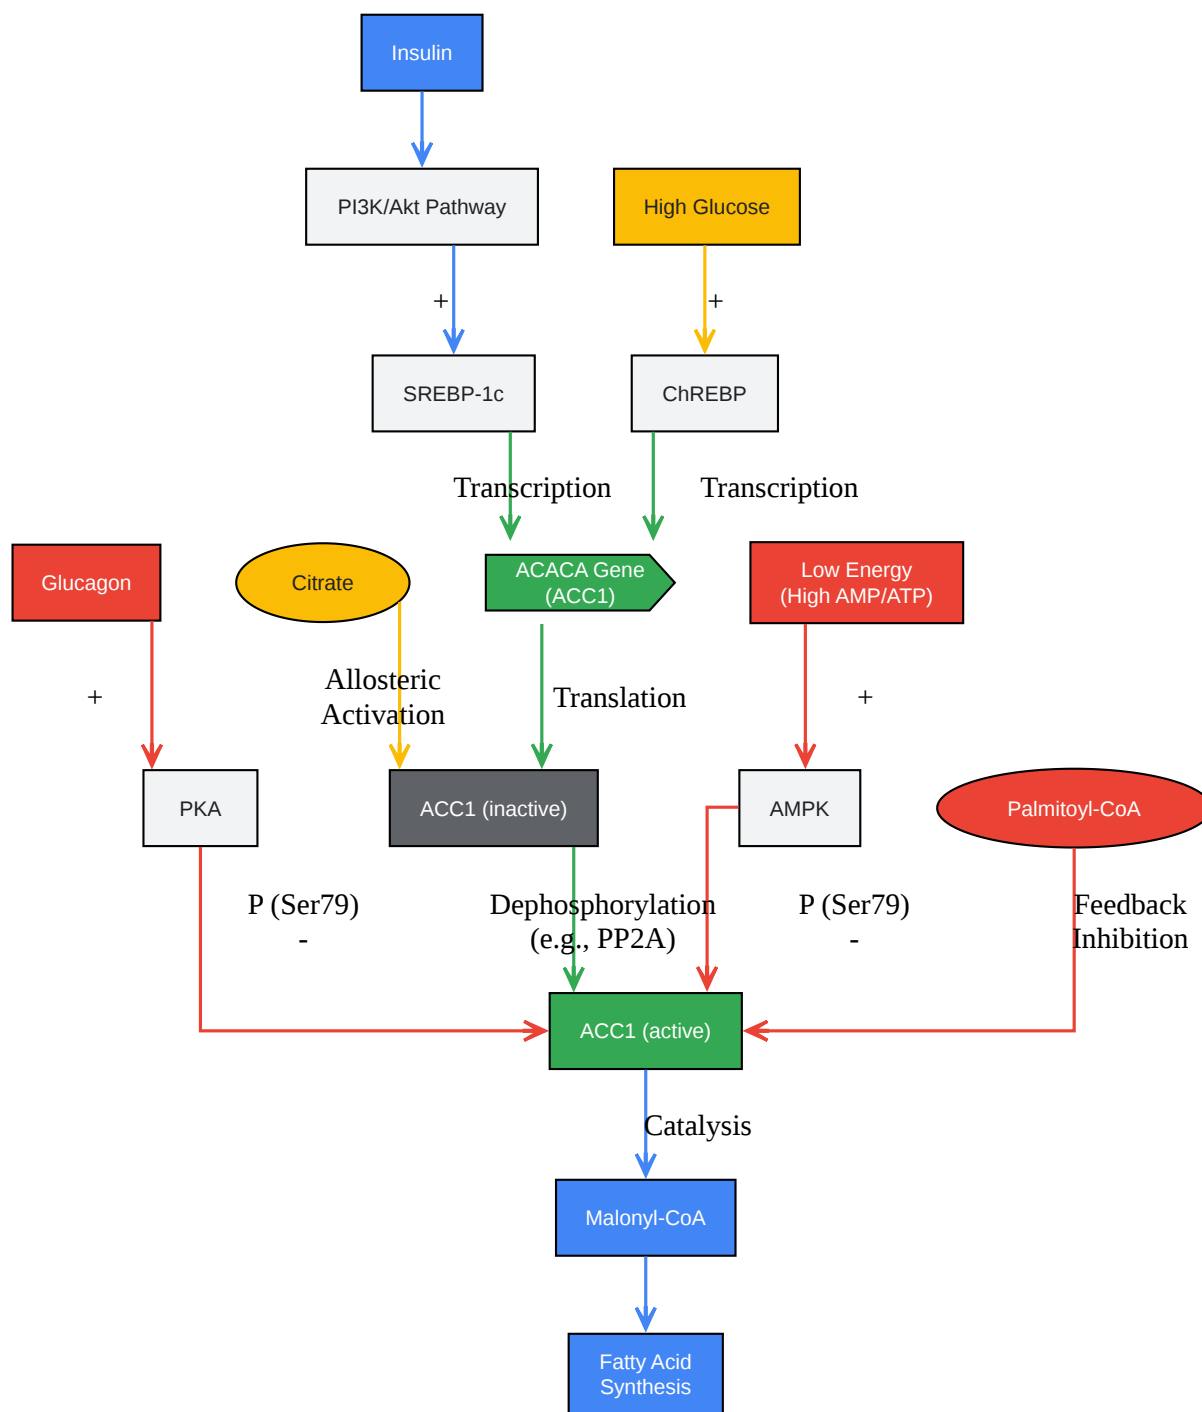 Insulin
PI3K/Akt Pathway
High Glucose
+
+
SREBP-1c
ChREBP
Transcription
Transcription
Glucagon
Citrate
ACACA Gene
(ACC1)
Low Energy
(High AMP/ATP)
+
Allosteric
Activation
Translation
+
PKA
ACC1 (inactive)
AMPK
Palmitoyl-CoA
P (Ser79)
-
Dephosphorylation
(e.g., PP2A)
P (Ser79)
-
Feedback
Inhibition
ACC1 (active)
Catalysis
Malonyl-CoA
Fatty Acid
Synthesis